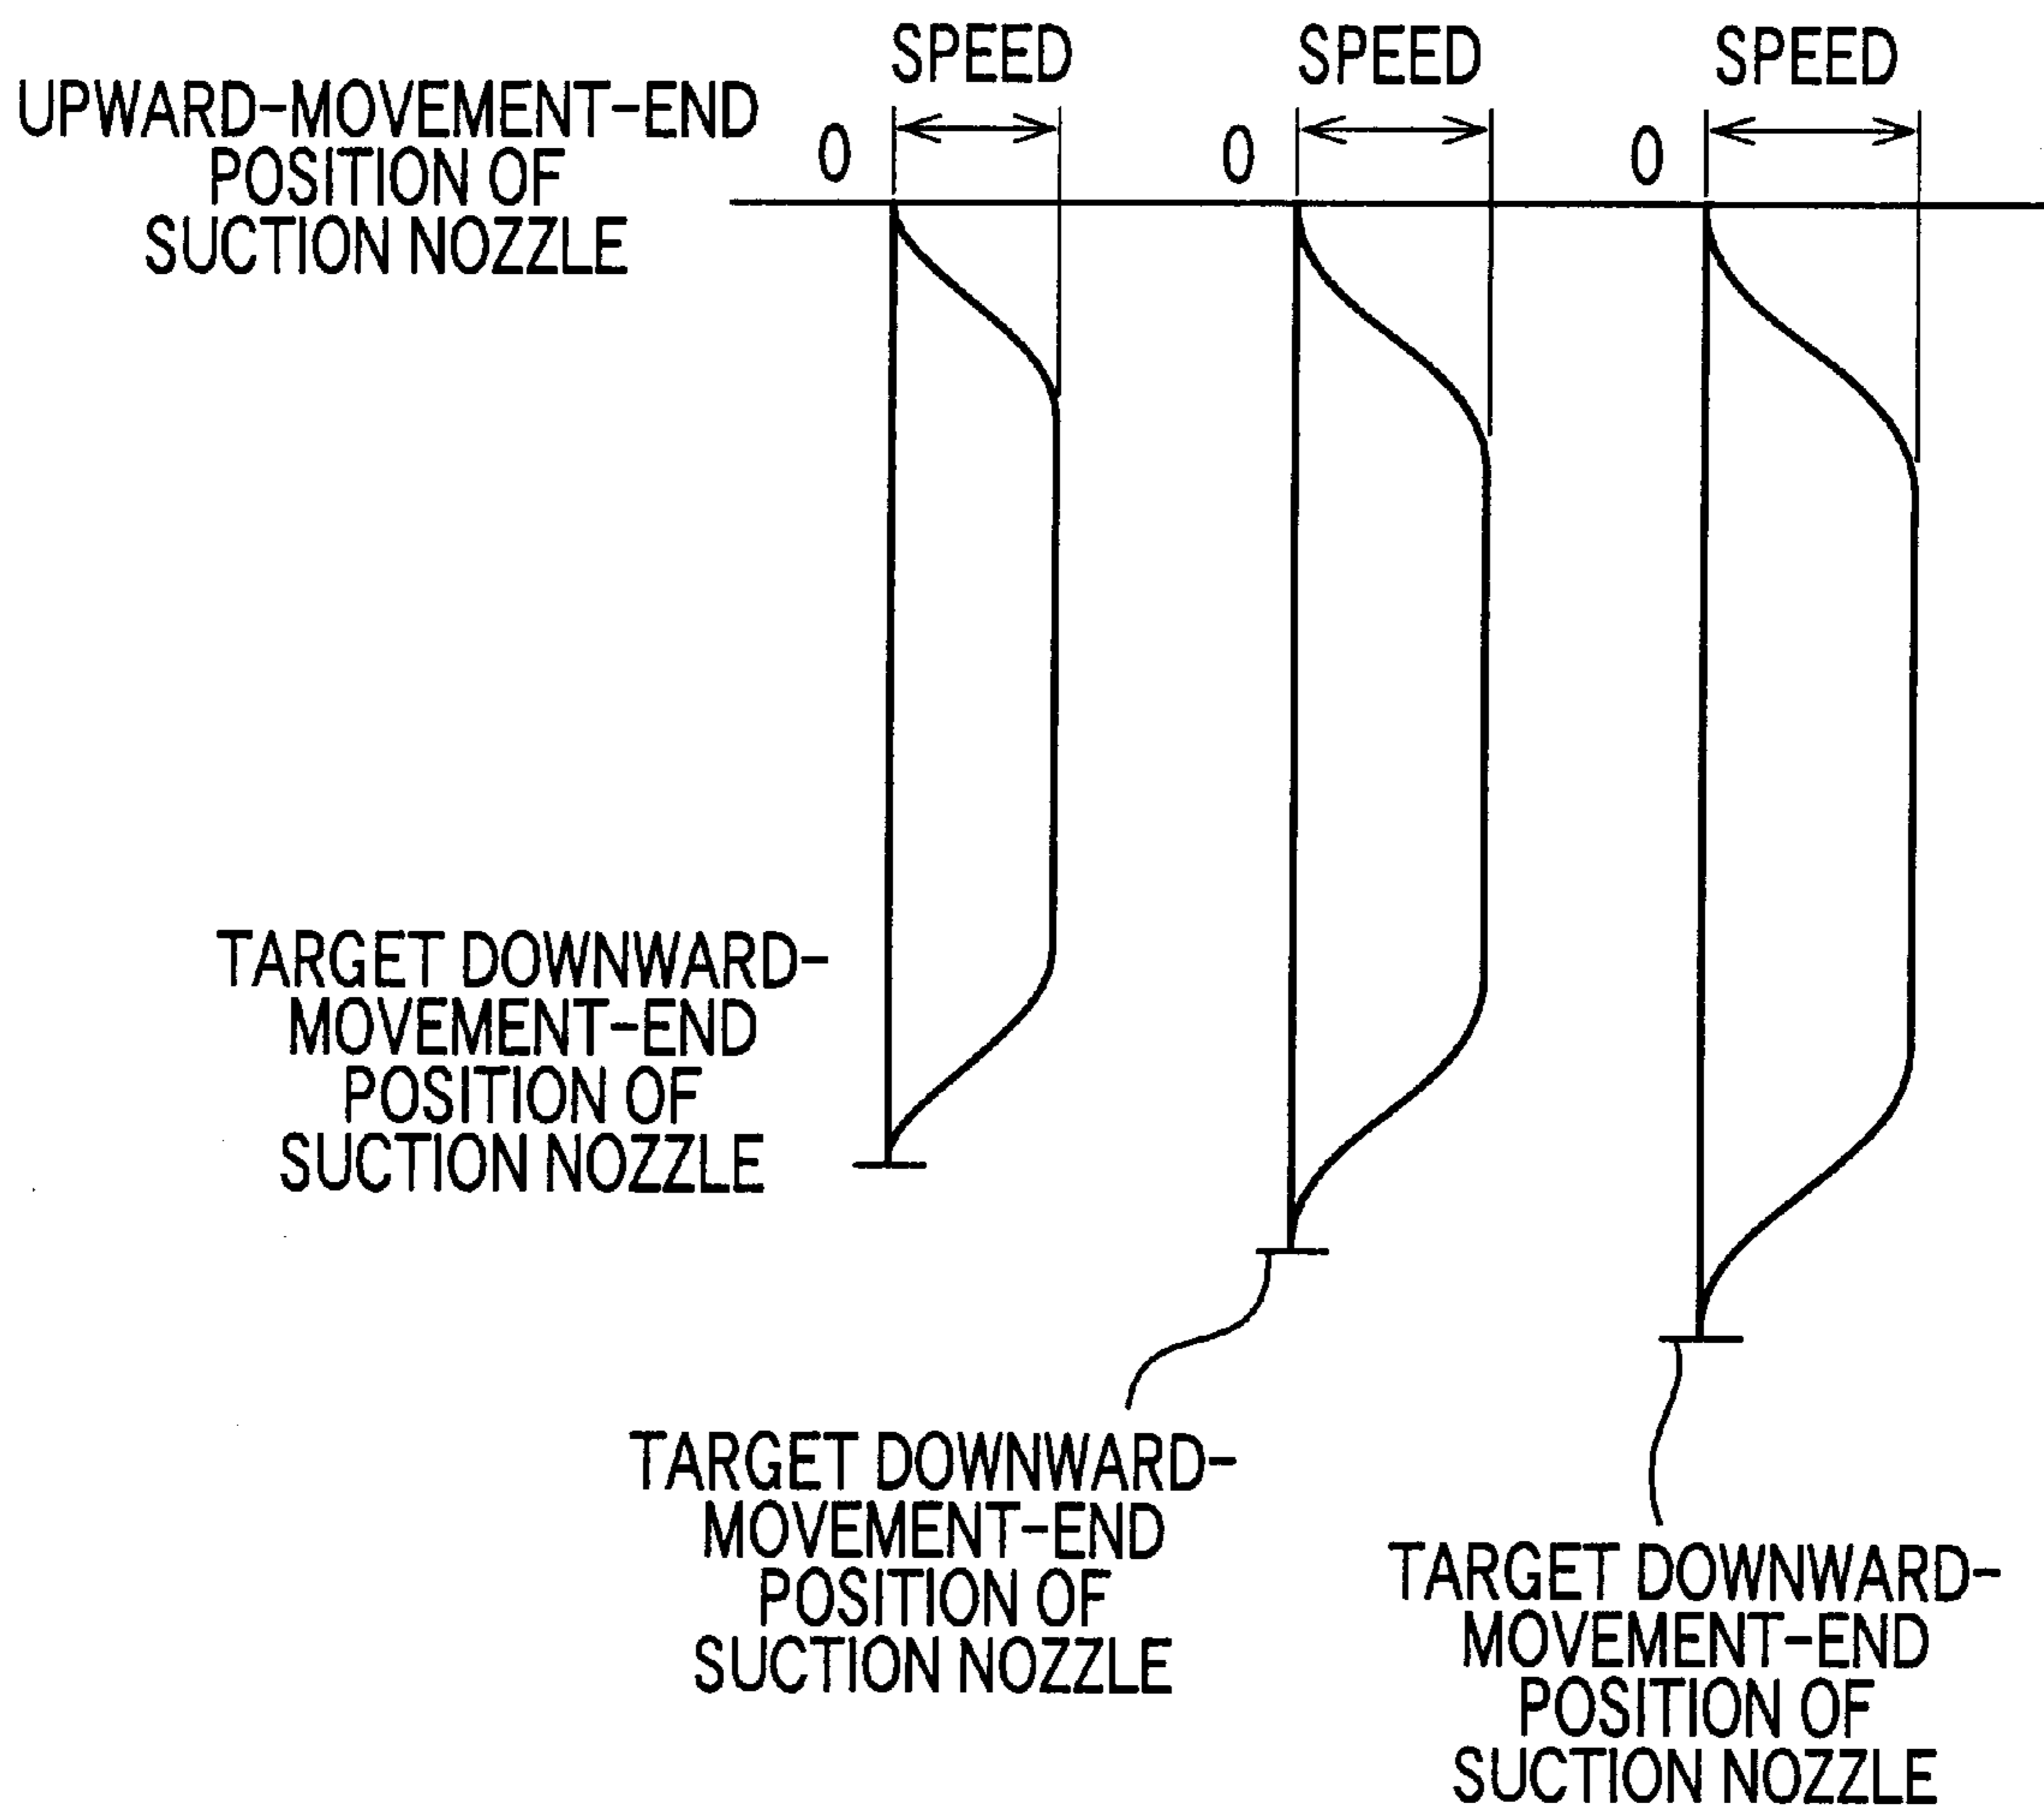 SPEED
SPEED
SPEED
UPWARD-MOVEMENT-END
POSITION OF
SUCTION NOZZLE
0
0
0
TARGET DOWNWARD-
MOVEMENT-END
POSITION OF
SUCTION NOZZLE
TARGET DOWNWARD-
MOVEMENT-END
POSITION OF
SUCTION NOZZLE
TARGET DOWNWARD-
MOVEMENT-END
POSITION OF
SUCTION NOZZLE